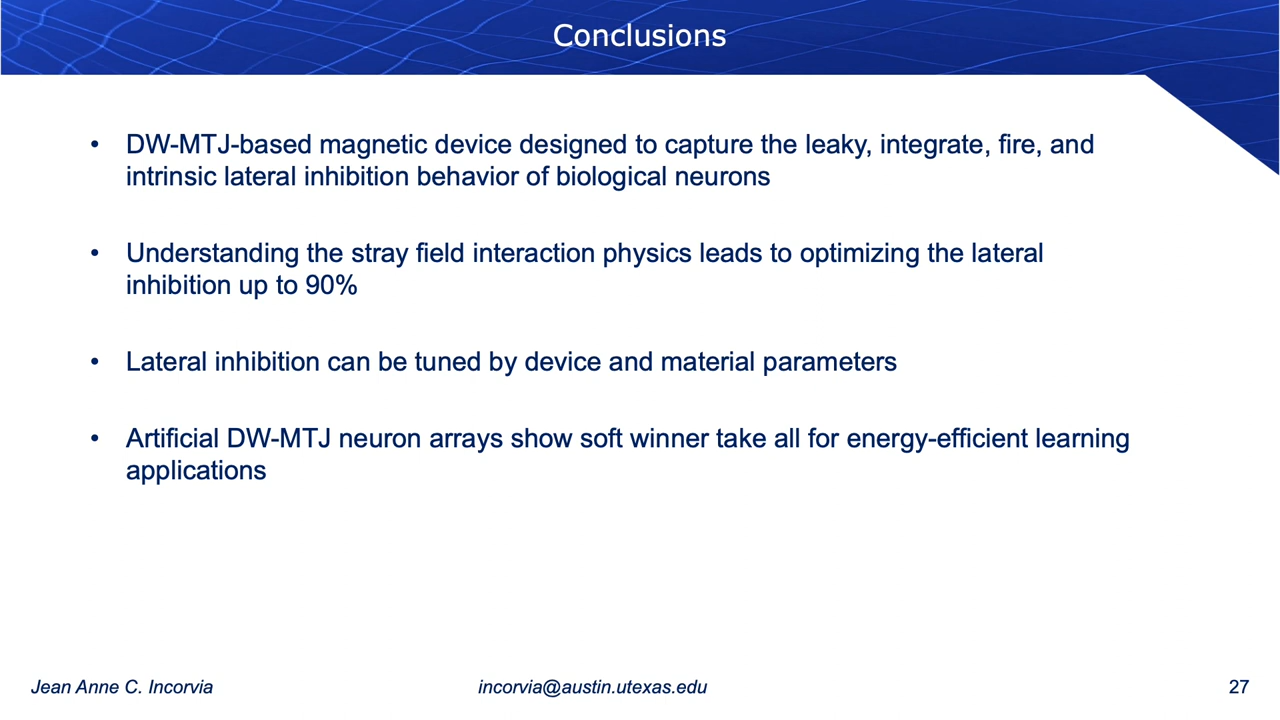 Conclusions
• DW-MTJ-based magnetic device designed to capture the leaky, integrate, fire, and
intrinsic lateral inhibition behavior of biological neurons
• Understanding the stray field interaction physics leads to optimizing the lateral
inhibition up to 90%
• Lateral inhibition can be tuned by device and material parameters
• Artificial DW-MTJ neuron arrays show soft winner take all for energy-efficient learning
applications
Jean Anne C. Incorvia
incorvia@austin.utexas.edu
27